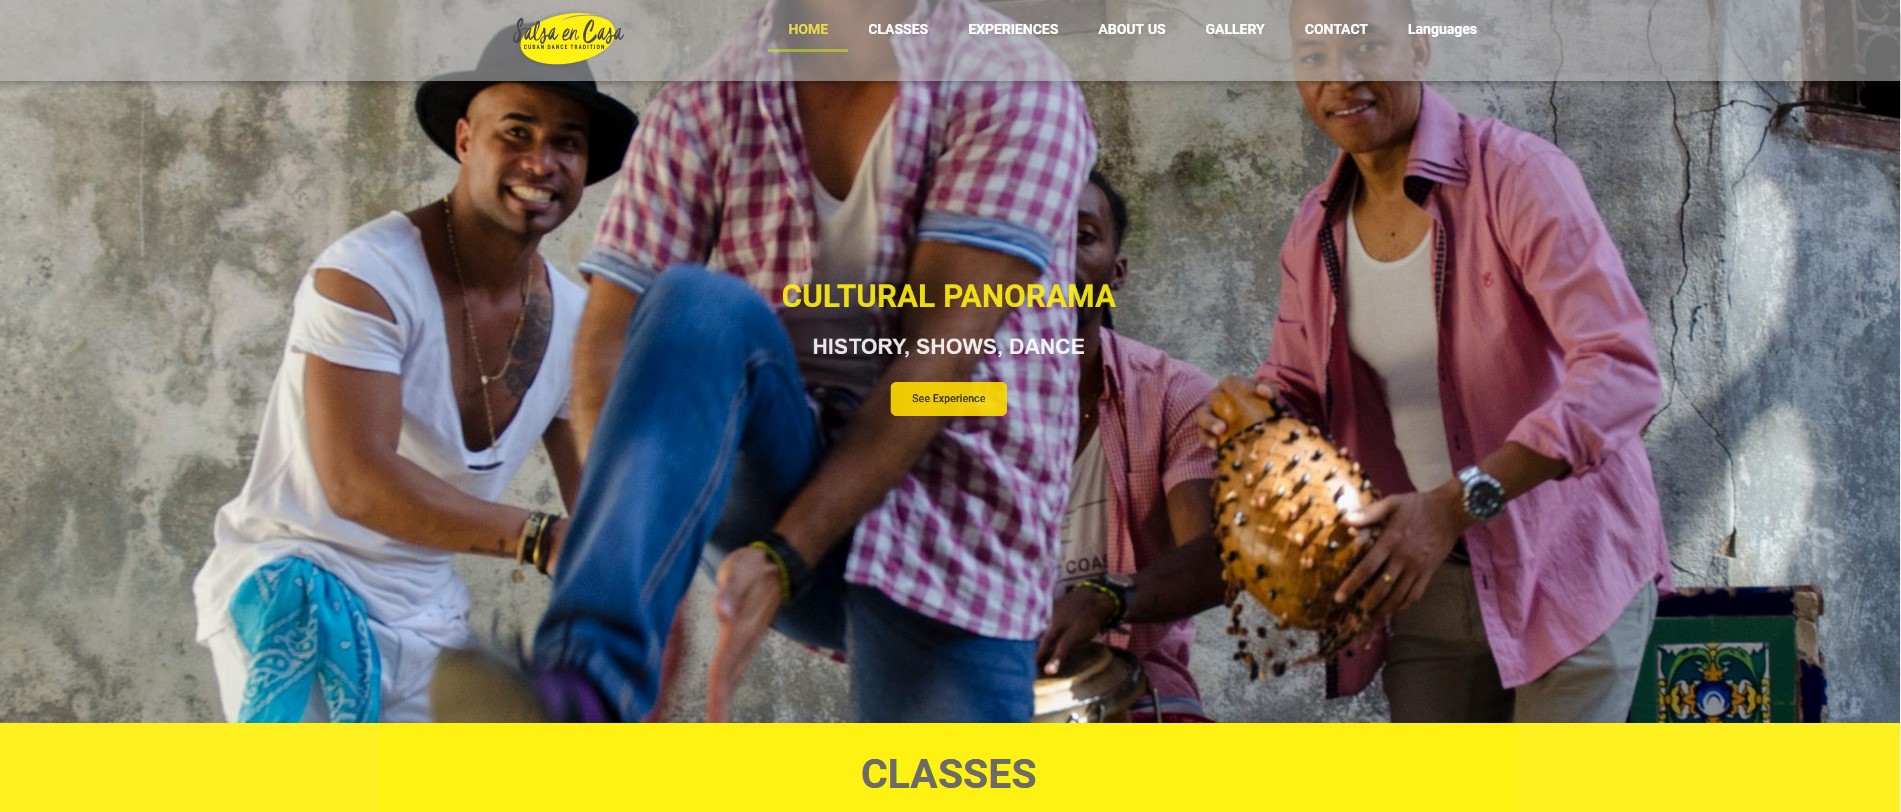 Salsa en Casa
CUBAN DANCE TRADITION
HOME CLASSES EXPERIENCES ABOUT US GALLERY CONTACT Languages
CULTURAL PANORAMA
HISTORY, SHOWS, DANCE
See Experience
COA
CLASSES